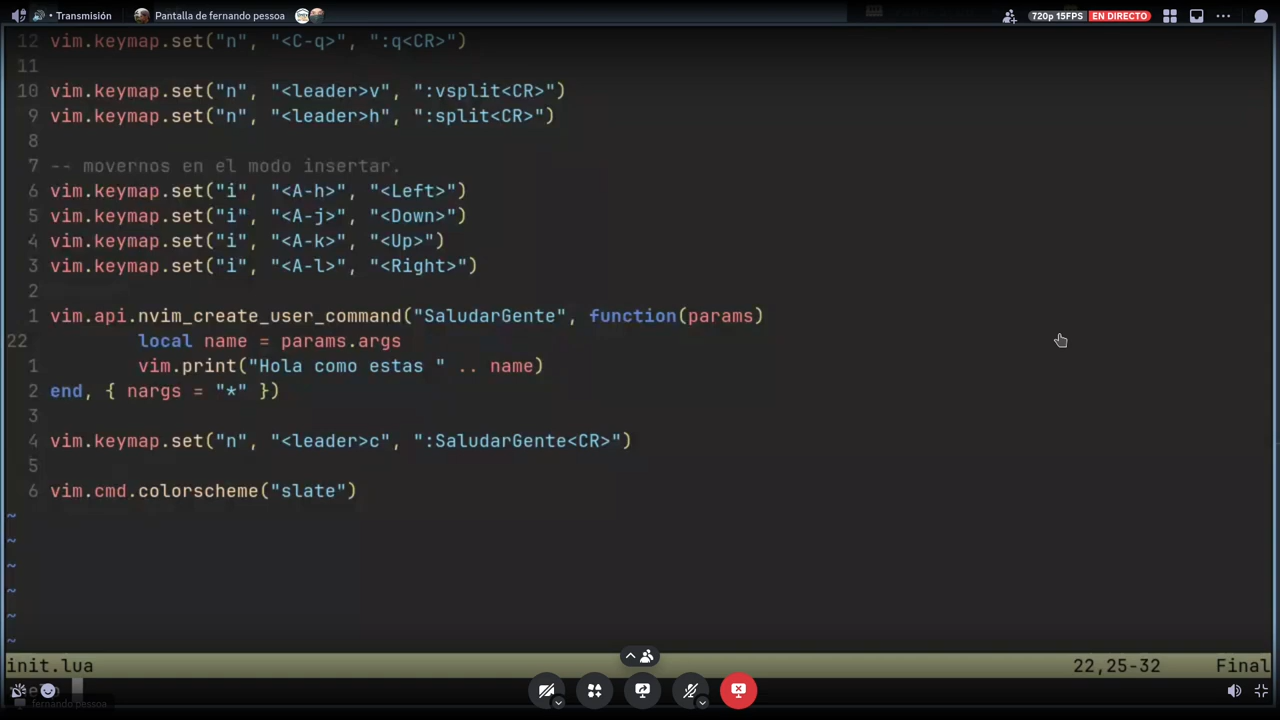 Transmisión Pantalla de fernando pessoa 720p 15FPS EN DIRECTO
12 vim.keymap.set("n", "<C-q>", ":q<CR>")
11
10 vim.keymap.set("n", "<leader>v", ":vsplit<CR>")
9 vim.keymap.set("n", "<leader>h", ":split<CR>")
8
7 -- movernos en el modo insertar.
6 vim.keymap.set("i", "<A-h>", "<Left>")
5 vim.keymap.set("i", "<A-j>", "<Down>")
4 vim.keymap.set("i", "<A-k>", "<Up>")
3 vim.keymap.set("i", "<A-l>", "<Right>")
2
1 vim.api.nvim_create_user_command("SaludarGente", function(params)
22 local name = params.args
1 vim.print("Hola como estas " .. name)
2 end, { nargs = "*" })
3
4 vim.keymap.set("n", "<leader>c", ":SaludarGente<CR>")
5
6 vim.cmd.colorscheme("slate")
~
~
~
~
~
~
init.lua 22,25-32 Final
fernando pessoa